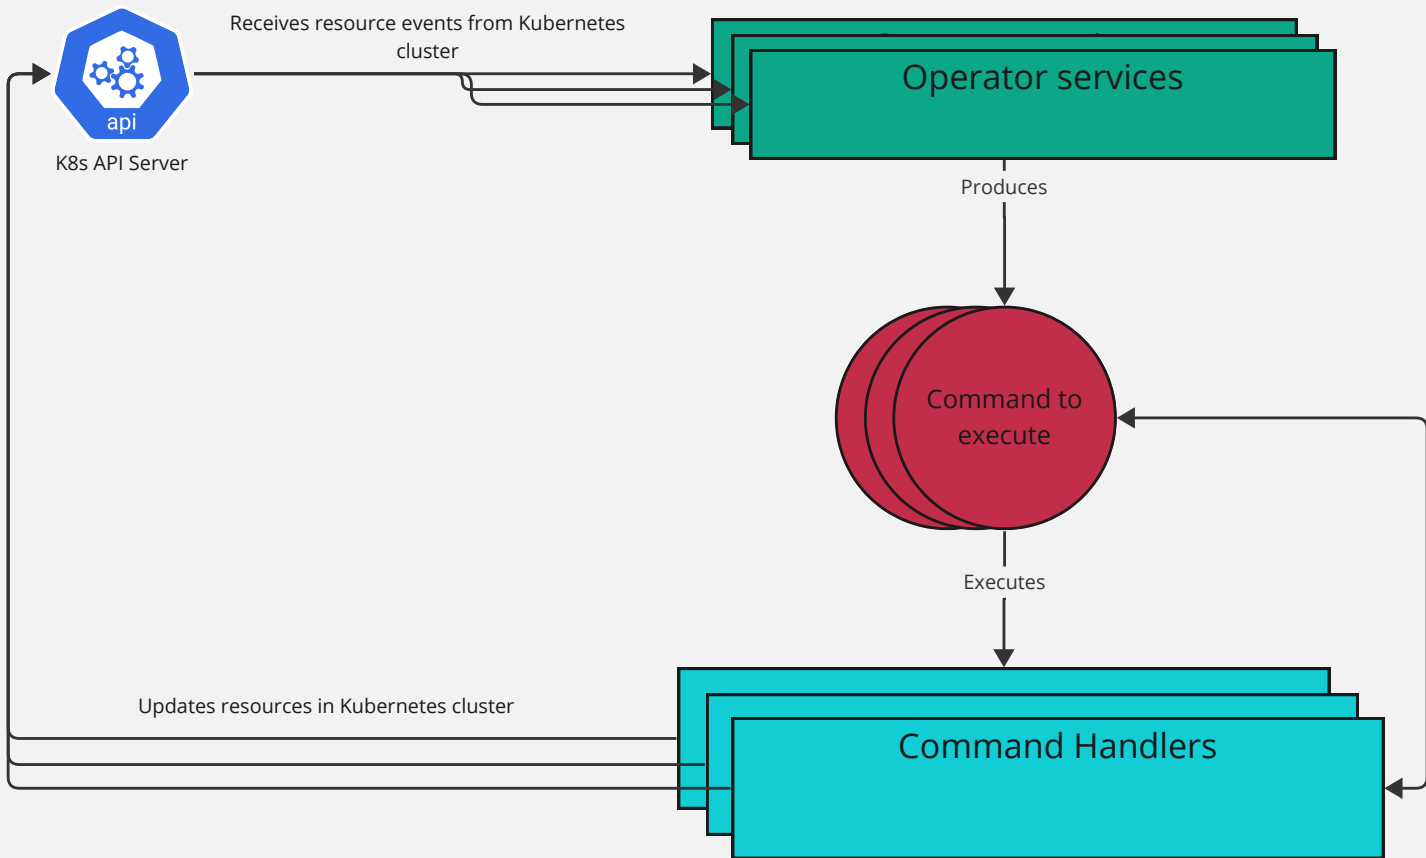 Receives resource events from Kubernetes
cluster
Operator services
api
K8s API Server
Produces
Command to
execute
Executes
Updates resources in Kubernetes cluster
Command Handlers